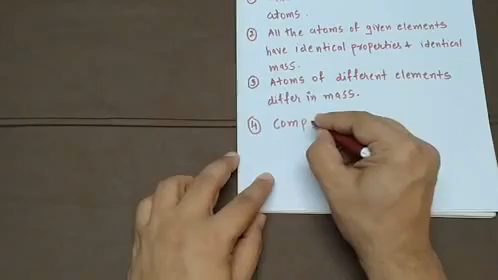 atoms.
② All the atoms of given elements
have identical properties & identical
mass.
③ Atoms of different elements
differ in mass.
④ Comp